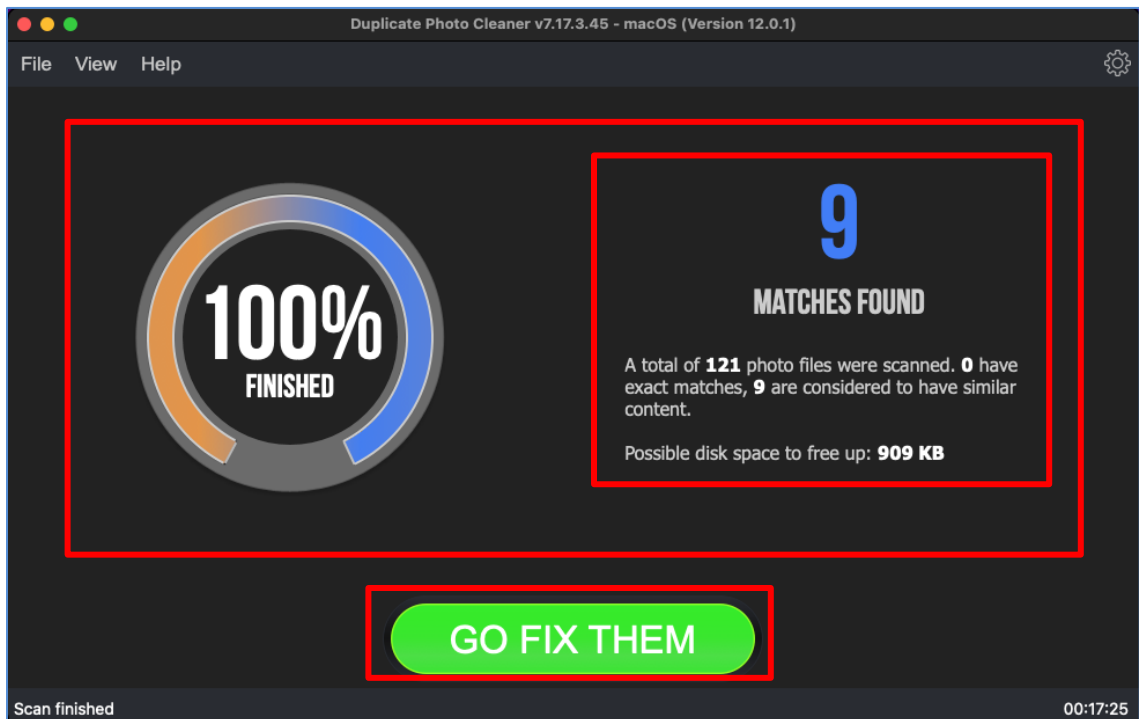 Duplicate Photo Cleaner v7.17.3.45 - macOS (Version 12.0.1)
File View Help
100%
FINISHED
9
MATCHES FOUND
A total of 121 photo files were scanned. 0 have
exact matches, 9 are considered to have similar
content.
Possible disk space to free up: 909 KB
GO FIX THEM
Scan finished 00:17:25